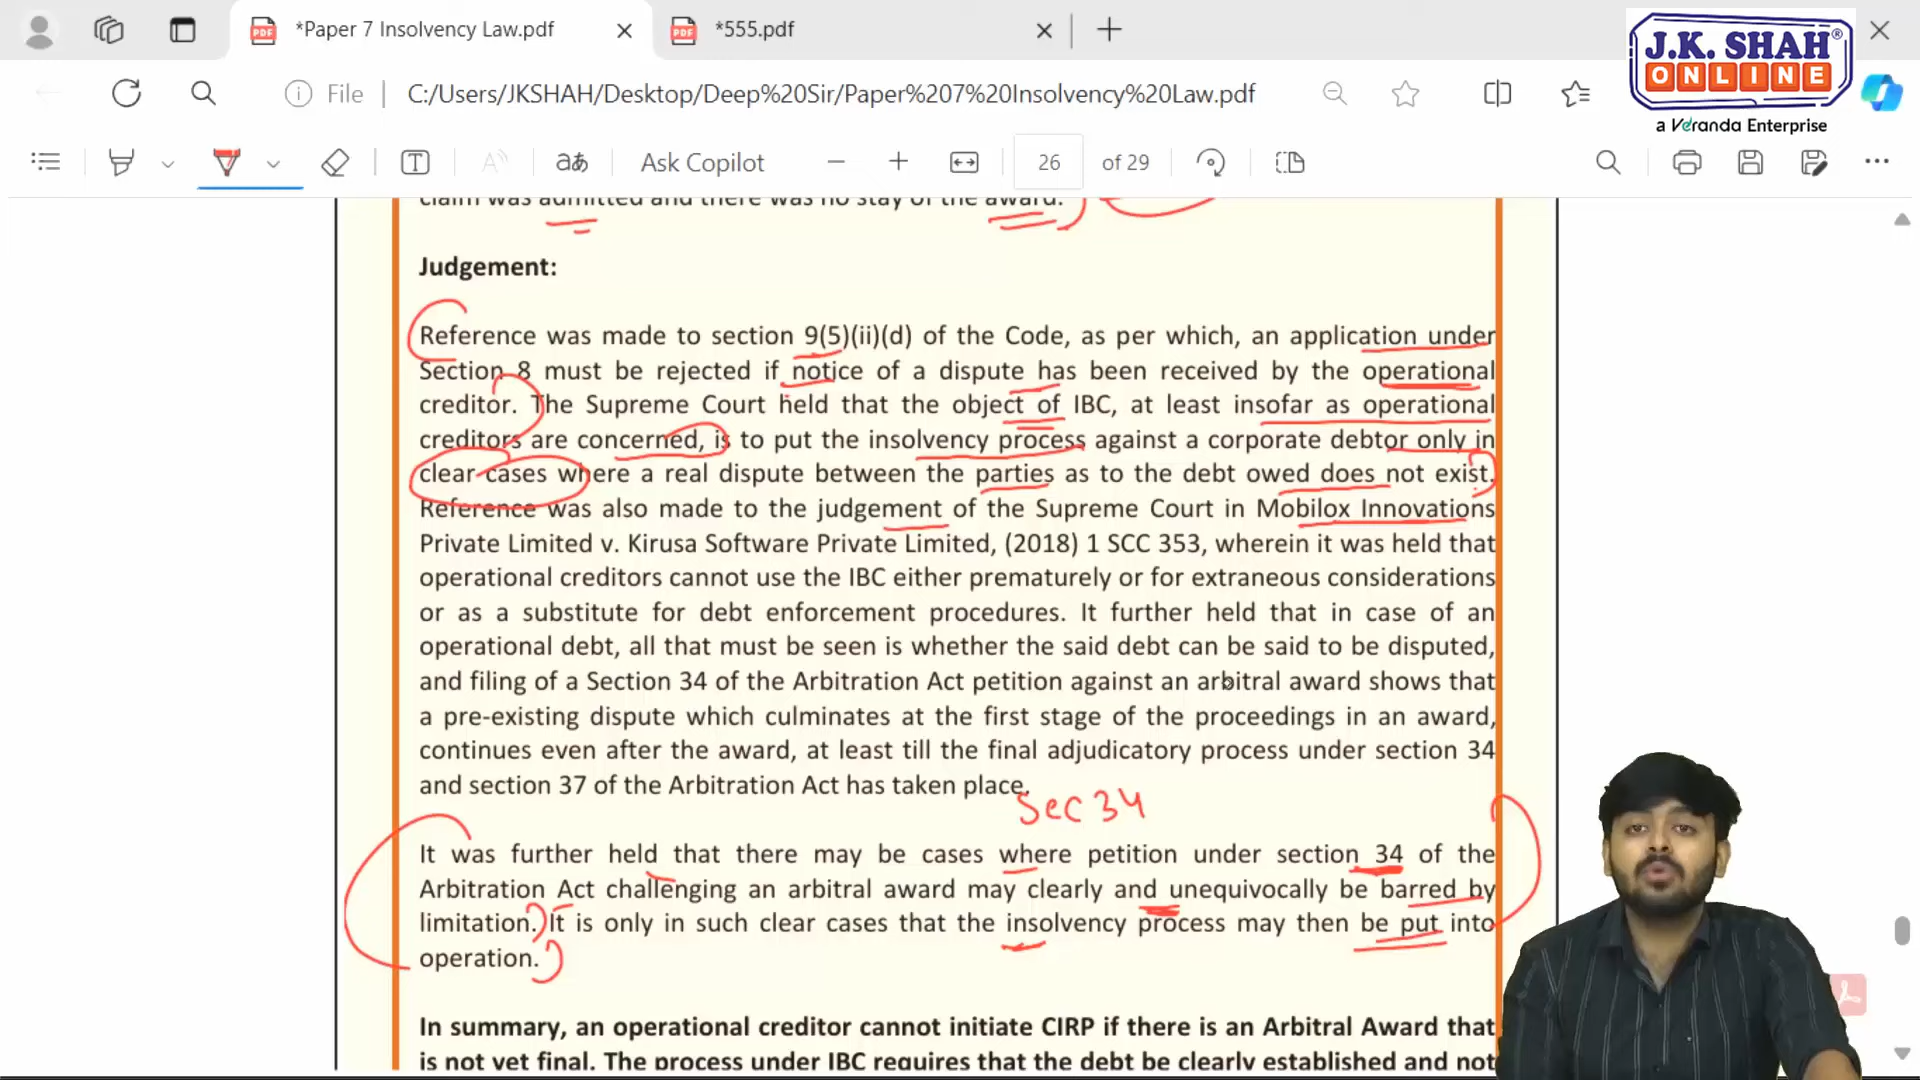 *Paper 7 Insolvency Law.pdf
*555.pdf
J.K. SHAH®
ONLINE
a Veranda Enterprise
File
C:/Users/JKSHAH/Desktop/Deep%20Sir/Paper%207%20Insolvency%20Law.pdf
Ask Copilot
26 of 29
claim was admitted and there was no stay of the award.
Judgement:
Reference was made to section 9(5)(ii)(d) of the Code, as per which, an application under
Section 8 must be rejected if notice of a dispute has been received by the operational
creditor. The Supreme Court held that the object of IBC, at least insofar as operational
creditors are concerned, is to put the insolvency process against a corporate debtor only in
clear cases where a real dispute between the parties as to the debt owed does not exist.
Reference was also made to the judgement of the Supreme Court in Mobilox Innovations
Private Limited v. Kirusa Software Private Limited, (2018) 1 SCC 353, wherein it was held that
operational creditors cannot use the IBC either prematurely or for extraneous considerations
or as a substitute for debt enforcement procedures. It further held that in case of an
operational debt, all that must be seen is whether the said debt can be said to be disputed,
and filing of a Section 34 of the Arbitration Act petition against an arbitral award shows that
a pre-existing dispute which culminates at the first stage of the proceedings in an award,
continues even after the award, at least till the final adjudicatory process under section 34
and section 37 of the Arbitration Act has taken place.
Sec 34
It was further held that there may be cases where petition under section 34 of the
Arbitration Act challenging an arbitral award may clearly and unequivocally be barred by
limitation. It is only in such clear cases that the insolvency process may then be put into
operation.
In summary, an operational creditor cannot initiate CIRP if there is an Arbitral Award that
is not yet final. The process under IBC requires that the debt be clearly established and not